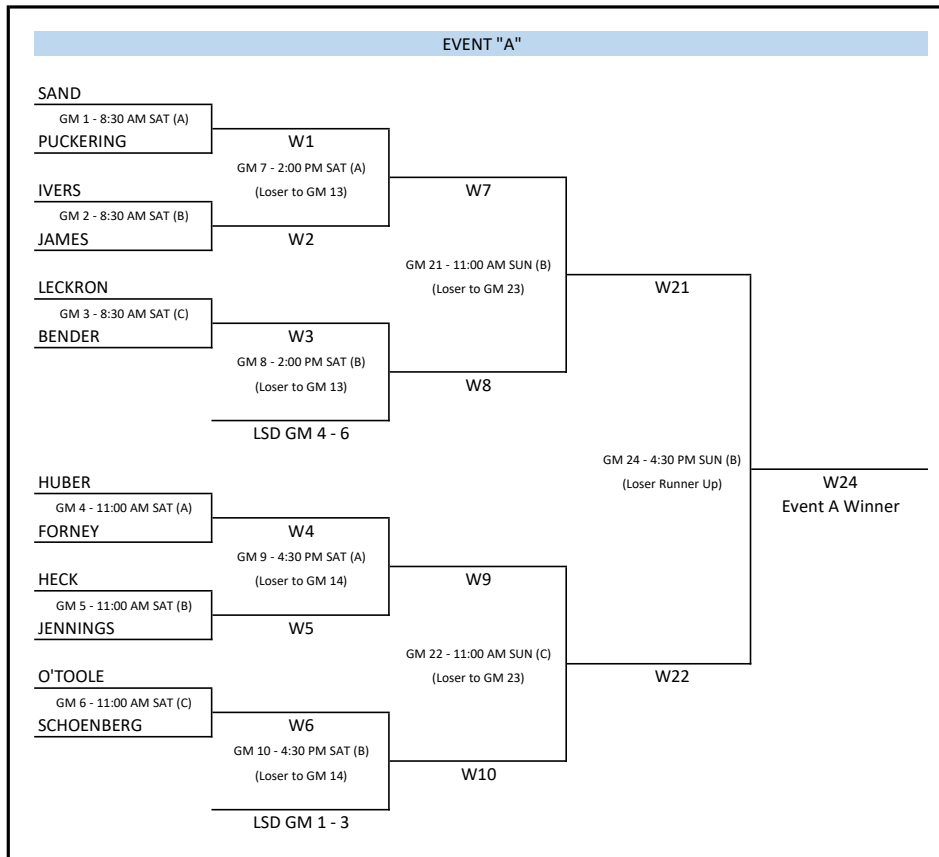 EVENT "A"
SAND
GM 1 - 8:30 AM SAT (A)
PUCKERING
W1
GM 7 - 2:00 PM SAT (A)
(Loser to GM 13)
W7
IVERS
GM 2 - 8:30 AM SAT (B)
JAMES
W2
GM 21 - 11:00 AM SUN (B)
(Loser to GM 23)
W21
LECKRON
GM 3 - 8:30 AM SAT (C)
BENDER
W3
GM 8 - 2:00 PM SAT (B)
(Loser to GM 13)
W8
LSD GM 4 - 6
GM 24 - 4:30 PM SUN (B)
(Loser Runner Up)
W24
Event A Winner
HUBER
GM 4 - 11:00 AM SAT (A)
FORNEY
W4
GM 9 - 4:30 PM SAT (A)
(Loser to GM 14)
W9
HECK
GM 5 - 11:00 AM SAT (B)
JENNINGS
W5
GM 22 - 11:00 AM SUN (C)
(Loser to GM 23)
W22
O'TOOLE
GM 6 - 11:00 AM SAT (C)
SCHOENBERG
W6
GM 10 - 4:30 PM SAT (B)
(Loser to GM 14)
W10
LSD GM 1 - 3